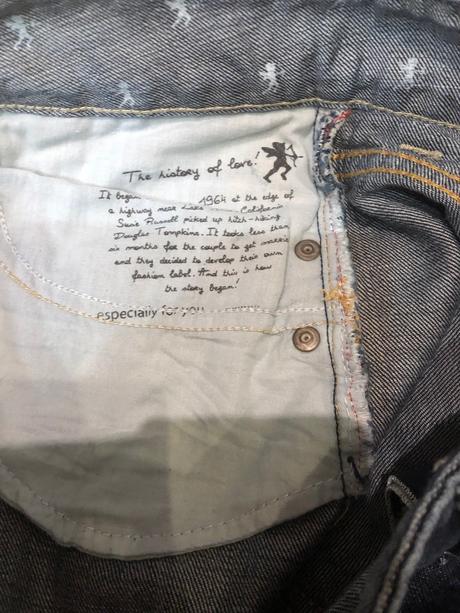 The history of love!
It began 1964 at the edge of
a highway near Lake California
Susie Russell picked up hitch-hiking
Douglas Tompkins. It tooks less than
six months for the couple to get married
and they decided to develop their own
fashion label. And this is how
the story began!
especially for you